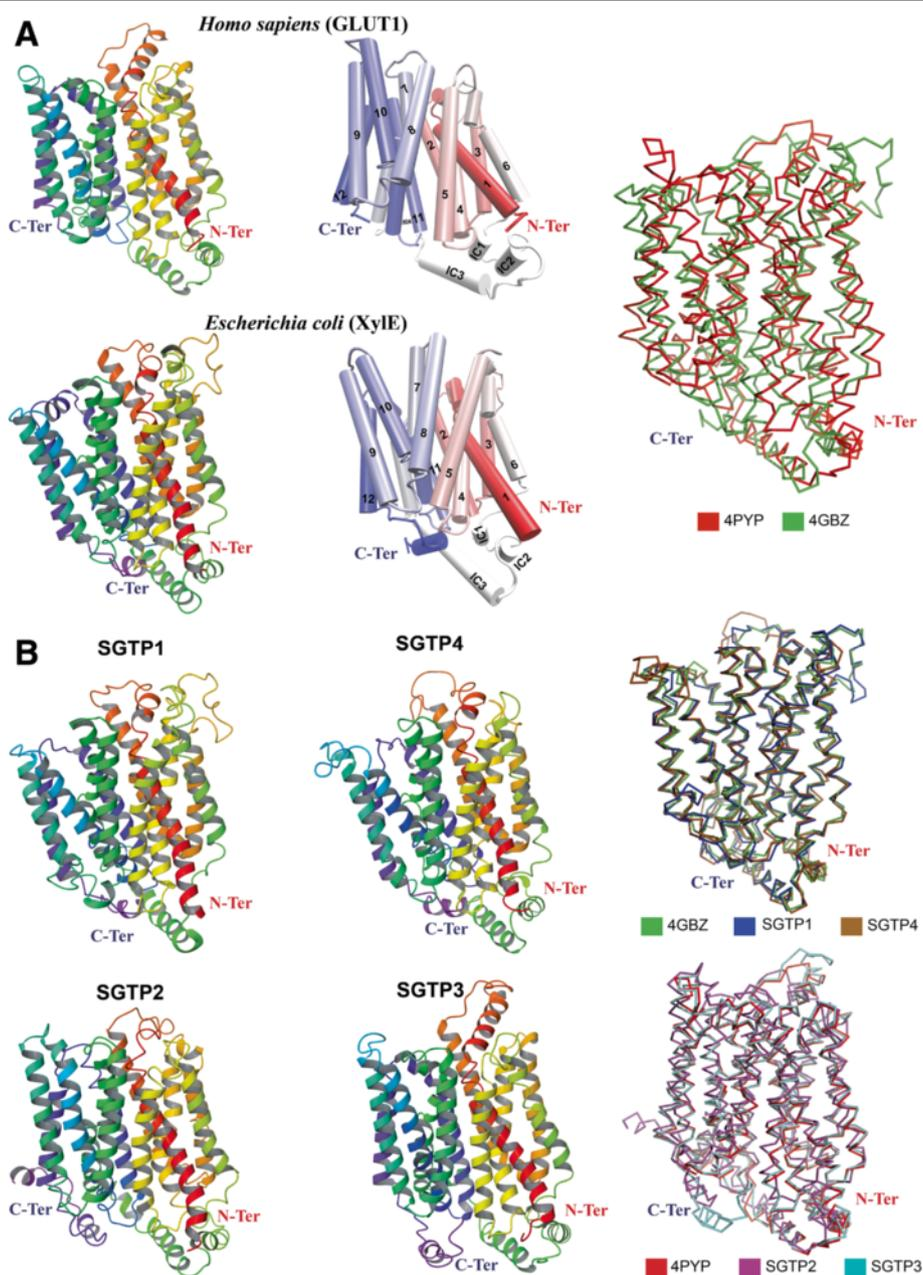 A
Homo sapiens (GLUT1)
7
10
8
9
2
3
6
1
5
4
12
11
C-Ter
N-Ter
C-Ter
N-Ter
IC1
IC2
IC3
Escherichia coli (XylE)
7
10
8
2
3
9
11
5
6
12
4
1
N-Ter
C-Ter
N-Ter
IC1
IC2
IC3
C-Ter
C-Ter
N-Ter
4PYP 4GBZ
B
SGTP1
SGTP4
N-Ter
C-Ter
N-Ter
C-Ter
N-Ter
C-Ter
4GBZ SGTP1 SGTP4
SGTP2
SGTP3
C-Ter
N-Ter
N-Ter
C-Ter
C-Ter
N-Ter
4PYP SGTP2 SGTP3